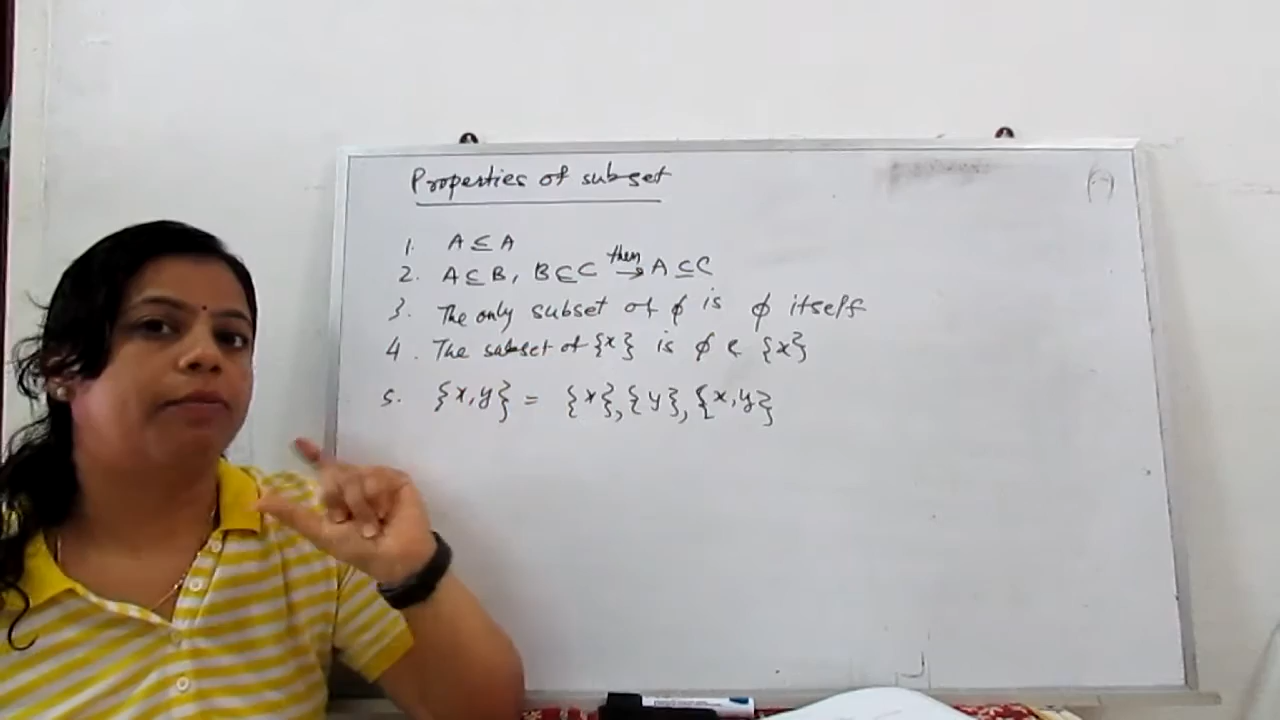 Properties of subset
1. A ⊆ A
2. A ⊆ B, B ⊆ C then → A ⊆ C
3. The only subset of ϕ is ϕ itself
4. The subset of {x} is ϕ & {x}
5. {x,y} = {x},{y},{x,y}